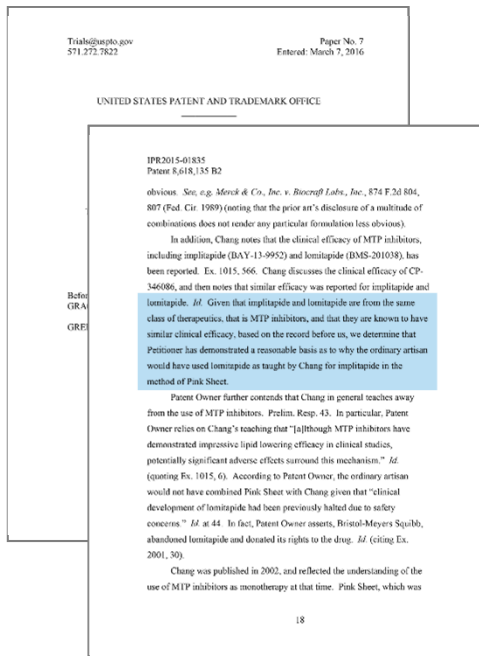 Trials@uspto.gov
571.272.7822
Paper No. 7
Entered: March 7, 2016
UNITED STATES PATENT AND TRADEMARK OFFICE
Befor
GRA
GREI
IPR2015-01835
Patent 8,618,135 B2
obvious. See, e.g. Merck & Co., Inc. v. Biocraft Labs., Inc., 874 F.2d 804,
807 (Fed. Cir. 1989) (noting that the prior art's disclosure of a multitude of
combinations does not render any particular formulation less obvious).
In addition, Chang notes that the clinical efficacy of MTP inhibitors,
including implitapide (BAY-13-9952) and lomitapide (BMS-201038), has
been reported. Ex. 1015, 566. Chang discusses the clinical efficacy of CP-
346086, and then notes that similar efficacy was reported for implitapide and
lomitapide. Id. Given that implitapide and lomitapide are from the same
class of therapeutics, that is MTP inhibitors, and that they are known to have
similar clinical efficacy, based on the record before us, we determine that
Petitioner has demonstrated a reasonable basis as to why the ordinary artisan
would have used lomitapide as taught by Chang for implitapide in the
method of Pink Sheet.
Patent Owner further contends that Chang in general teaches away
from the use of MTP inhibitors. Prelim. Resp. 43. In particular, Patent
Owner relies on Chang's teaching that "[a]lthough MTP inhibitors have
demonstrated impressive lipid lowering efficacy in clinical studies,
potentially significant adverse effects surround this mechanism." Id.
(quoting Ex. 1015, 6). According to Patent Owner, the ordinary artisan
would not have combined Pink Sheet with Chang given that "clinical
development of lomitapide had been previously halted due to safety
concerns." Id. at 44. In fact, Patent Owner asserts, Bristol-Meyers Squibb,
abandoned lomitapide and donated its rights to the drug. Id. (citing Ex.
2001, 30).
Chang was published in 2002, and reflected the understanding of the
use of MTP inhibitors as monotherapy at that time. Pink Sheet, which was
18